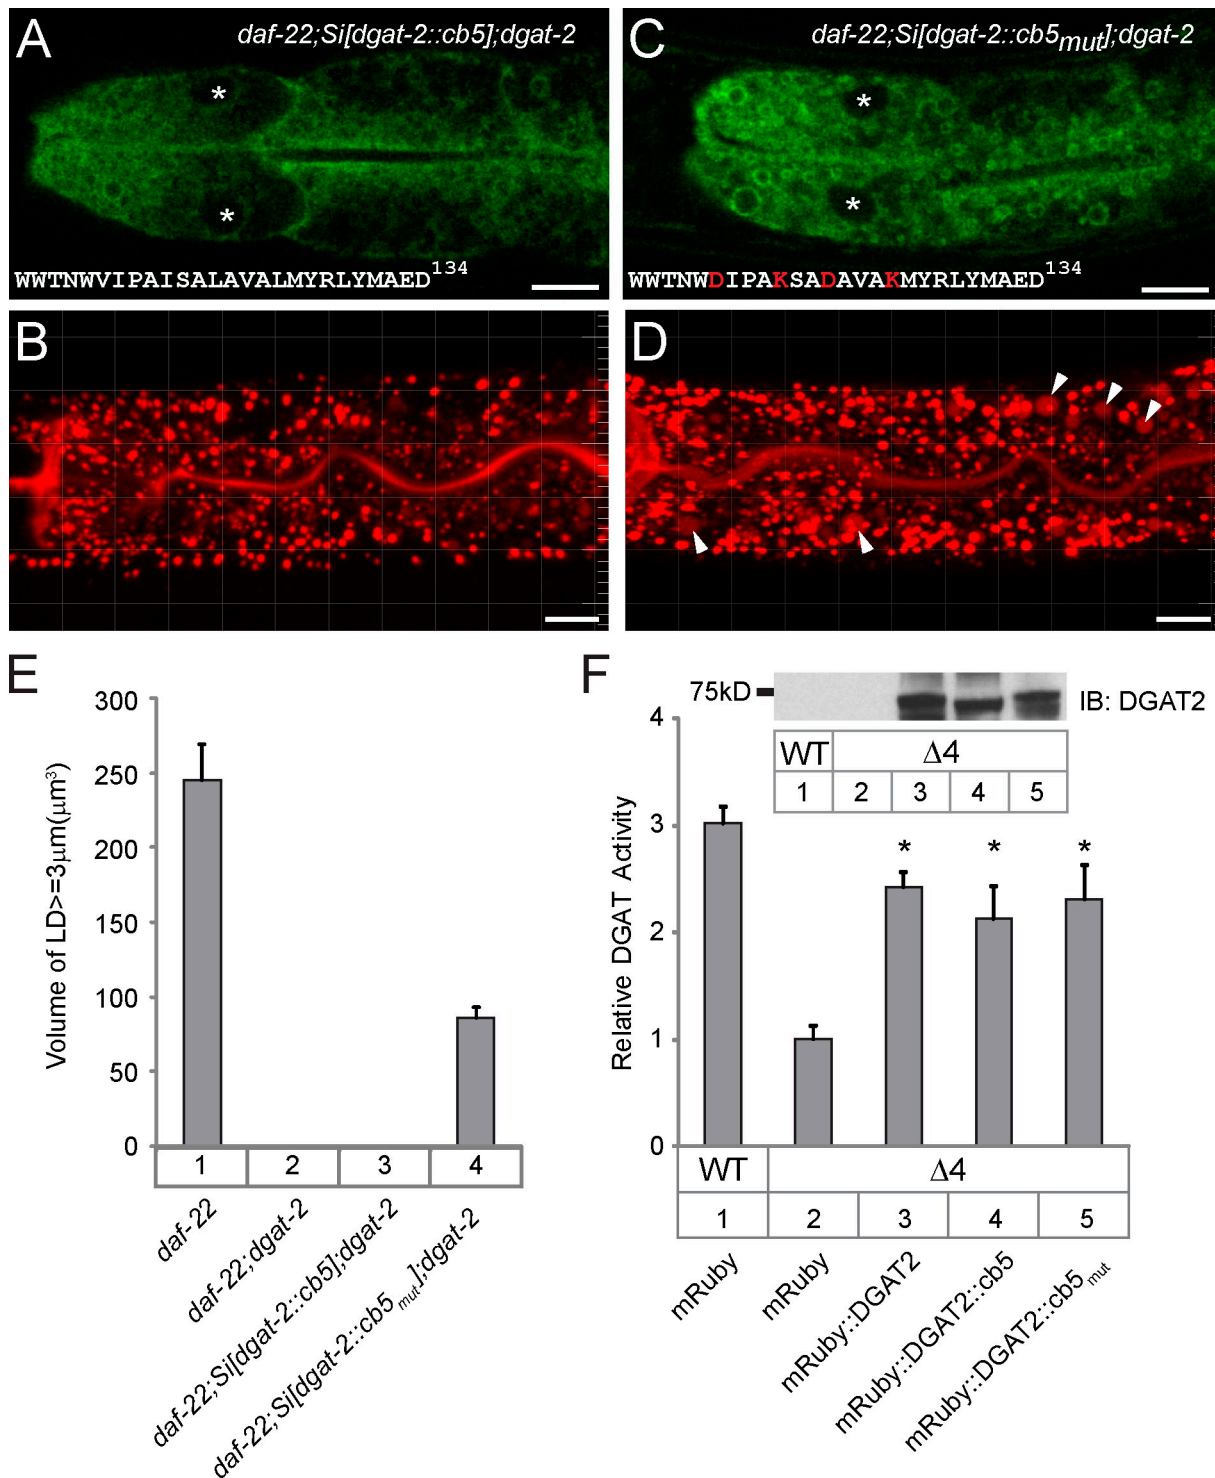 A
daf-22;Si[dgat-2::cb5];dgat-2
*
*
WWTNWVIPAISALAVALMYRLYMAED134
C
daf-22;Si[dgat-2::cb5mut];dgat-2
*
*
WWTNWDIPAKSADAVAKMYRLYMAED134
B
D
E
Volume of LD>=3µm(µm3)
300
250
200
150
100
50
0
1 2 3 4
daf-22
daf-22;dgat-2
daf-22;Si[dgat-2::cb5];dgat-2
daf-22;Si[dgat-2::cb5mut];dgat-2
F
75kD
IB: DGAT2
WT Δ4
1 2 3 4 5
Relative DGAT Activity
4
3
2
1
0
* * *
WT Δ4
1 2 3 4 5
mRuby
mRuby
mRuby::DGAT2
mRuby::DGAT2::cb5
mRuby::DGAT2::cb5mut